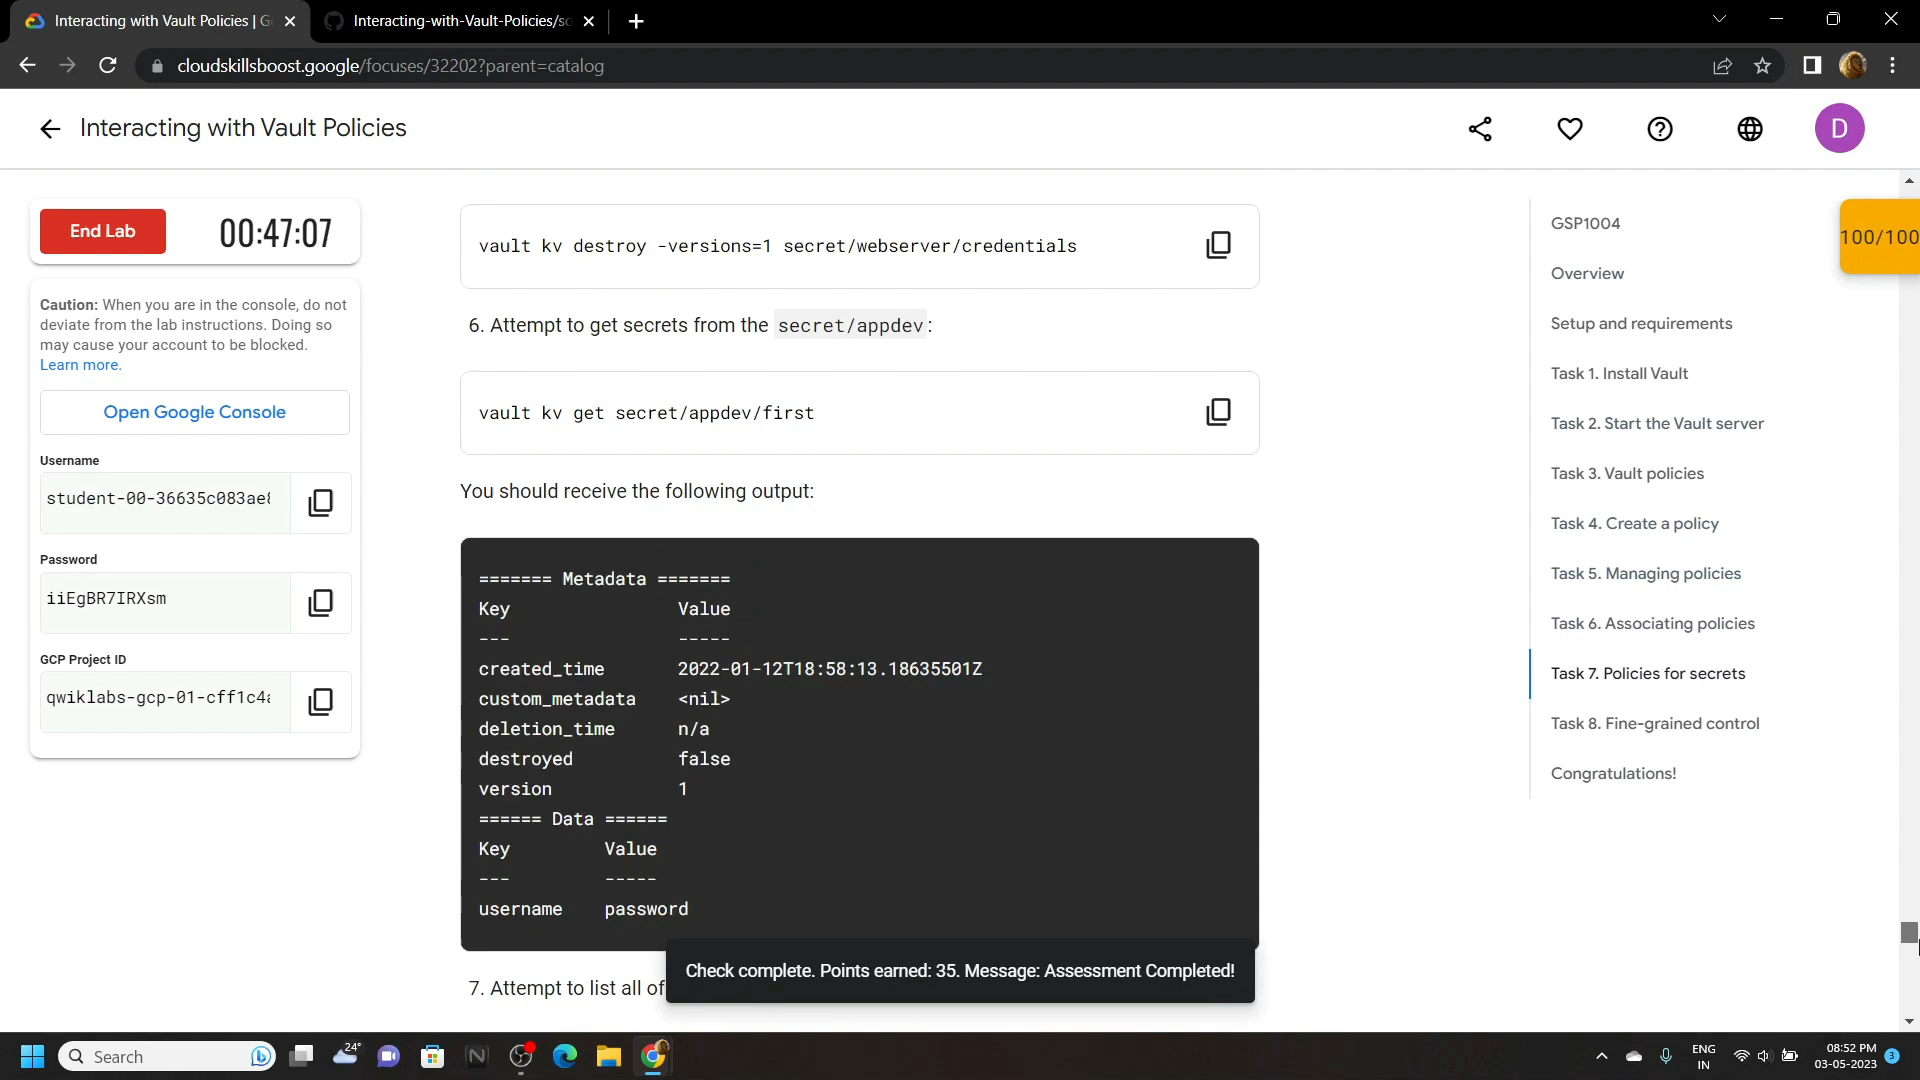 Interacting with Vault Policies | G
Interacting-with-Vault-Policies/so
cloudskillsboost.google/focuses/32202?parent=catalog
Interacting with Vault Policies
D
End Lab
00:47:07
Caution: When you are in the console, do not
deviate from the lab instructions. Doing so
may cause your account to be blocked.
Learn more.
Open Google Console
Username
student-00-36635c083ae8
Password
iiEgBR7IRXsm
GCP Project ID
qwiklabs-gcp-01-cff1c4a
vault kv destroy -versions=1 secret/webserver/credentials
6. Attempt to get secrets from the secret/appdev:
vault kv get secret/appdev/first
You should receive the following output:
======= Metadata =======
Key Value
--- -----
created_time 2022-01-12T18:58:13.18635501Z
custom_metadata <nil>
deletion_time n/a
destroyed false
version 1
====== Data ======
Key Value
--- -----
username password
7. Attempt to list all of
Check complete. Points earned: 35. Message: Assessment Completed!
GSP1004
Overview
Setup and requirements
Task 1. Install Vault
Task 2. Start the Vault server
Task 3. Vault policies
Task 4. Create a policy
Task 5. Managing policies
Task 6. Associating policies
Task 7. Policies for secrets
Task 8. Fine-grained control
Congratulations!
100/100
Search
24°
ENG
IN
08:52 PM
03-05-2023
3